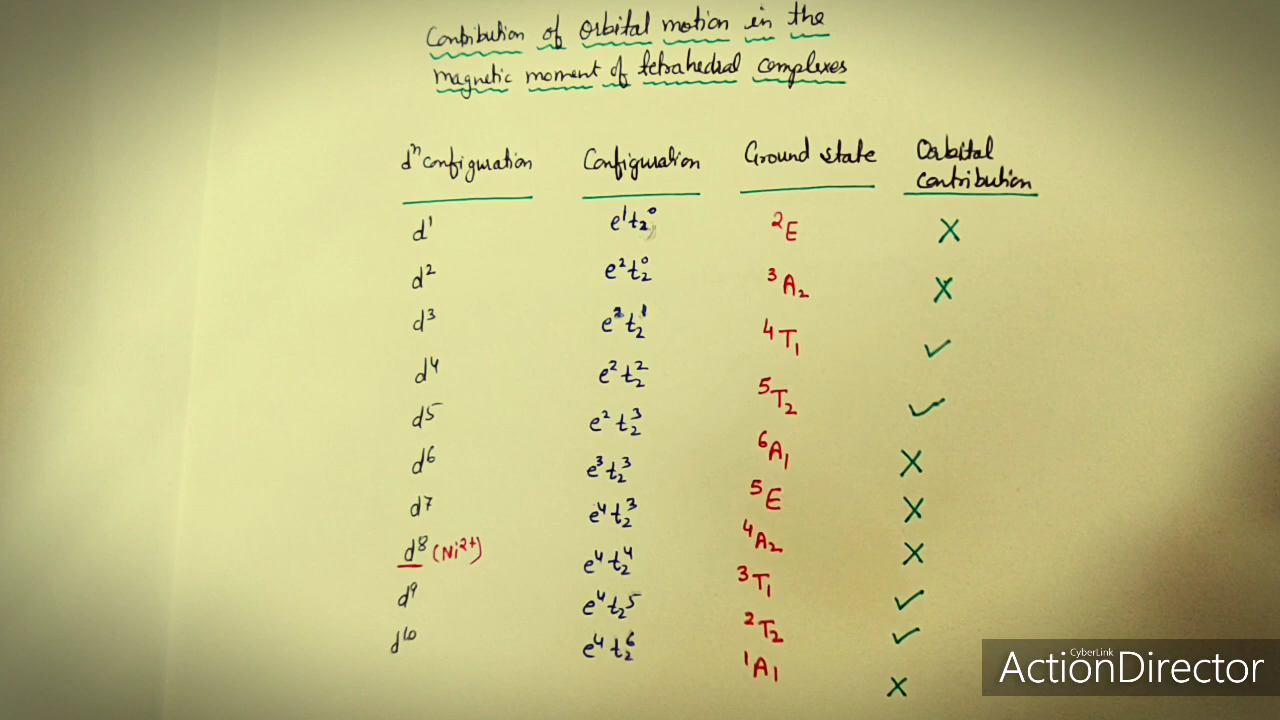 Contribution of orbital motion in the
magnetic moment of tetrahedral complexes
dⁿ configuration Configuration Ground state Orbital contribution
d¹ e¹t₂⁰ ²E X
d² e²t₂⁰ ³A₂ X
d³ e²t₂¹ ⁴T₁ ✓
d⁴ e²t₂² ⁵T₂ ✓
d⁵ e²t₂³ ⁶A₁ X
d⁶ e³t₂³ ⁵E X
d⁷ e⁴t₂³ ⁴A₂ X
d⁸ (Ni²⁺) e⁴t₂⁴ ³T₁ ✓
d⁹ e⁴t₂⁵ ²T₂ ✓
d¹⁰ e⁴t₂⁶ ¹A₁ X
CyberLink
ActionDirector